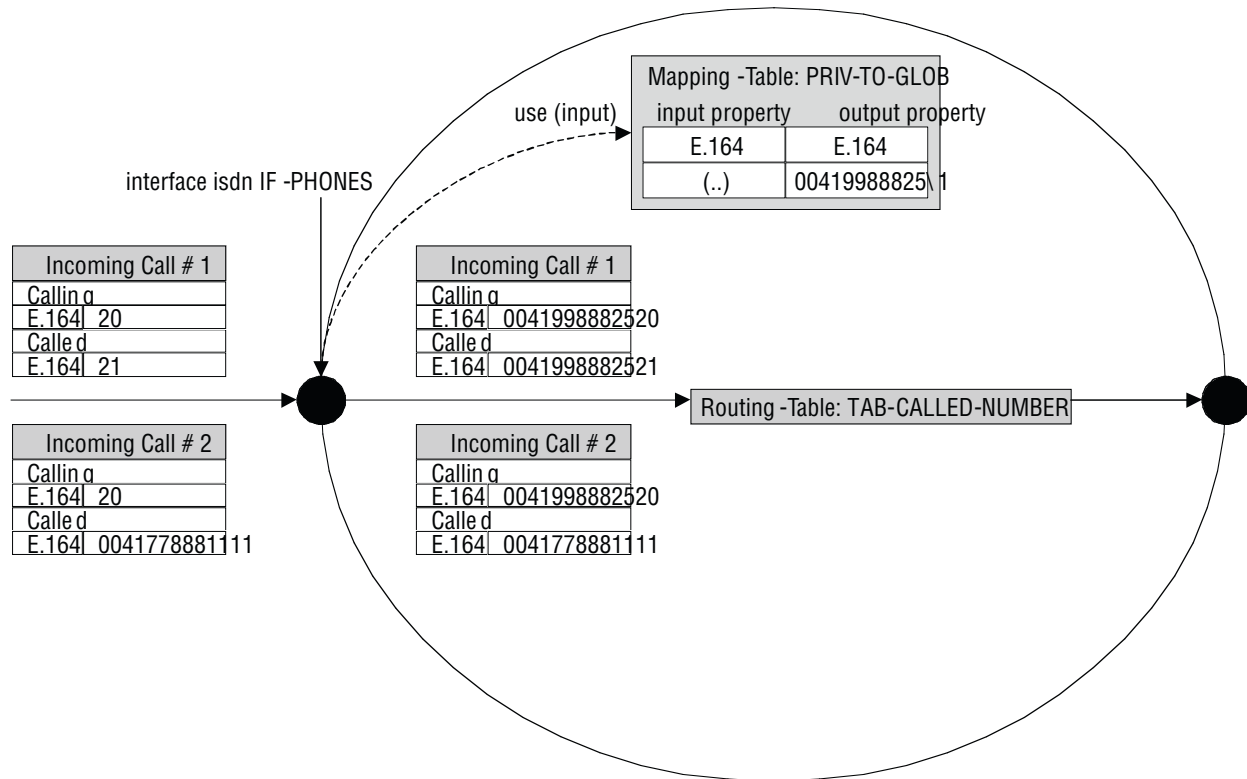 Mapping -Table: PRIV-TO-GLOB
use (input)
input property output property
E.164 E.164
(..) 00419988825\1
interface isdn IF -PHONES
Incoming Call # 1
Callin g
E.164 20
Calle d
E.164 21
Incoming Call # 1
Callin g
E.164 0041998882520
Calle d
E.164 0041998882521
Routing -Table: TAB-CALLED-NUMBER
Incoming Call # 2
Callin g
E.164 20
Calle d
E.164 0041778881111
Incoming Call # 2
Callin g
E.164 0041998882520
Calle d
E.164 0041778881111